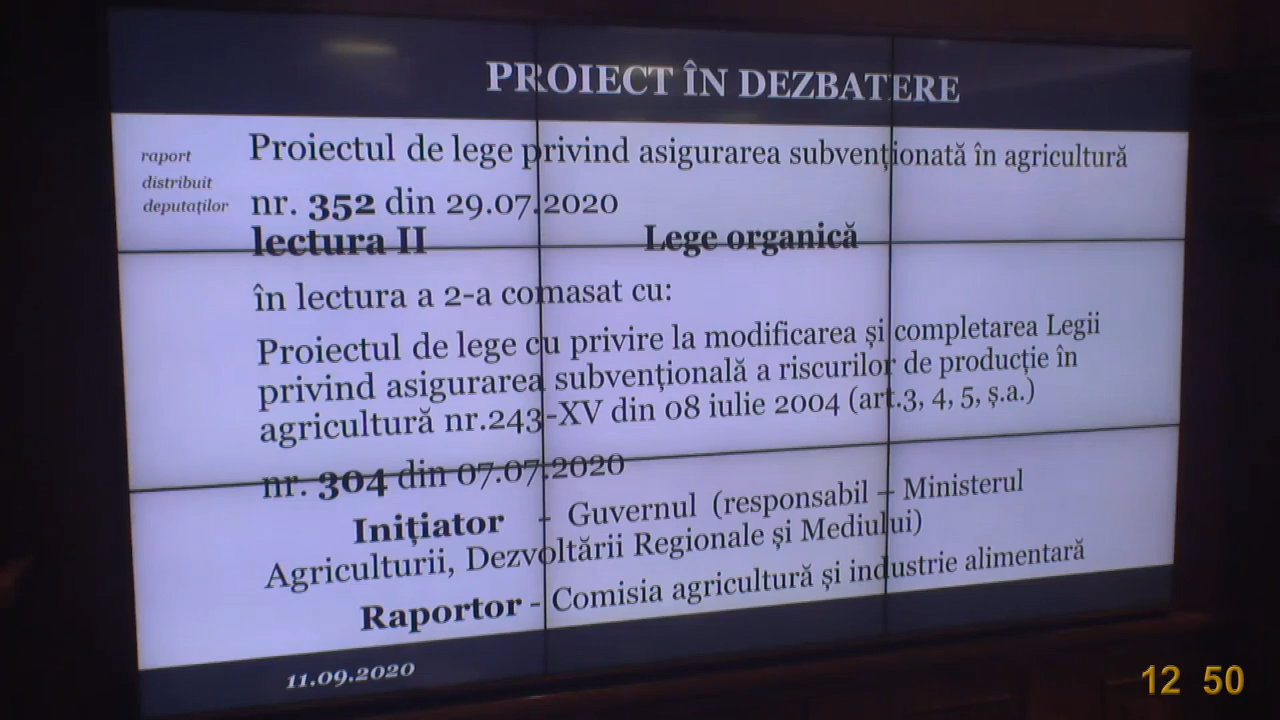 PROIECT ÎN DEZBATERE
raport
distribuit
deputaților
Proiectul de lege privind asigurarea subvenționată în agricultură
nr. 352 din 29.07.2020
lectura II Lege organică
în lectura a 2-a comasat cu:
Proiectul de lege cu privire la modificarea și completarea Legii
privind asigurarea subvențională a riscurilor de producție în
agricultură nr.243-XV din 08 iulie 2004 (art.3, 4, 5, ș.a.)
nr. 304 din 07.07.2020
Inițiator - Guvernul (responsabil – Ministerul
Agriculturii, Dezvoltării Regionale și Mediului)
Raportor - Comisia agricultură și industrie alimentară
11.09.2020
12 50